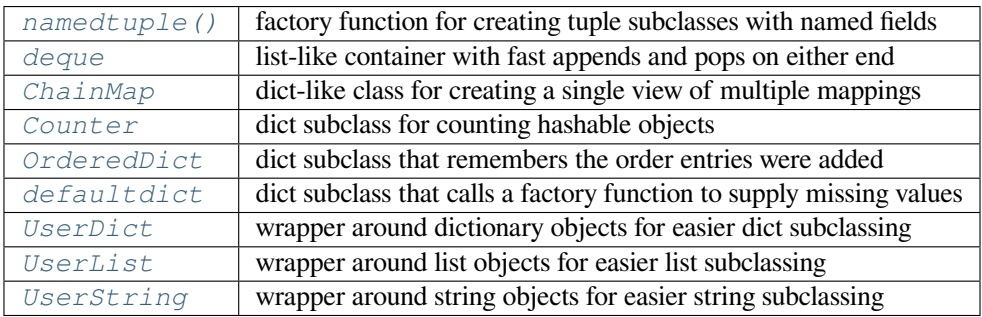 namedtuple() factory function for creating tuple subclasses with named fields
deque list-like container with fast appends and pops on either end
ChainMap dict-like class for creating a single view of multiple mappings
Counter dict subclass for counting hashable objects
OrderedDict dict subclass that remembers the order entries were added
defaultdict dict subclass that calls a factory function to supply missing values
UserDict wrapper around dictionary objects for easier dict subclassing
UserList wrapper around list objects for easier list subclassing
UserString wrapper around string objects for easier string subclassing